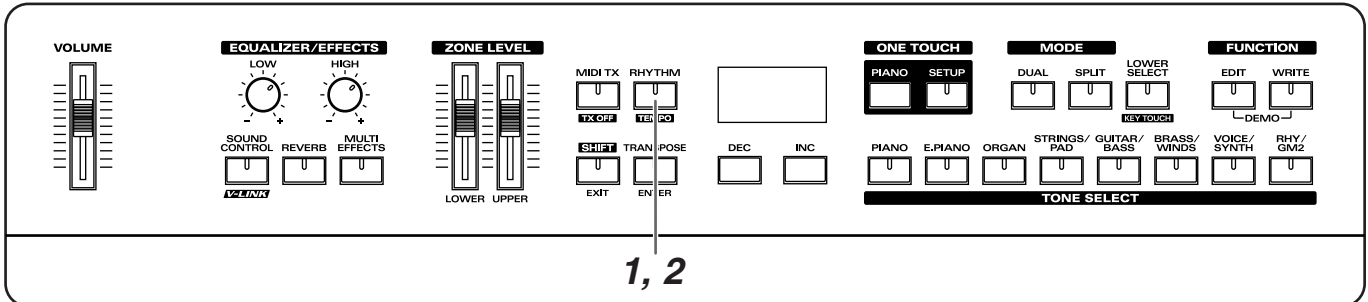 VOLUME
EQUALIZER/EFFECTS
LOW
HIGH
- +
- +
SOUND
CONTROL
REVERB
MULTI
EFFECTS
V-LINK
ZONE LEVEL
LOWER
UPPER
MIDI TX
RHYTHM
TX OFF
TEMPO
SHIFT
TRANSPOSE
EXIT
ENTER
DEC
INC
ONE TOUCH
PIANO
SETUP
MODE
DUAL
SPLIT
LOWER
SELECT
KEY TOUCH
FUNCTION
EDIT
WRITE
DEMO
PIANO
E.PIANO
ORGAN
STRINGS/
PAD
GUITAR/
BASS
BRASS/
WINDS
VOICE/
SYNTH
RHY/
GM2
TONE SELECT
1, 2